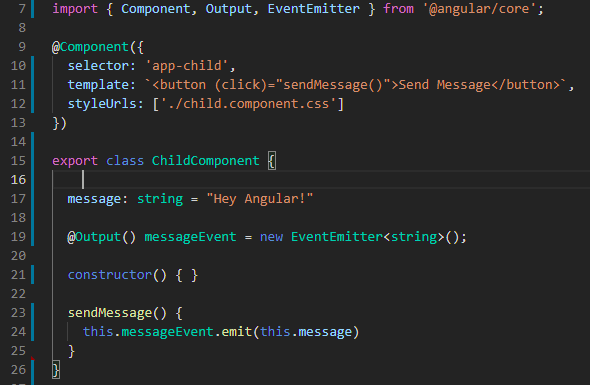 7 import { Component, Output, EventEmitter } from '@angular/core';
8
9 @Component({
10   selector: 'app-child',
11   template: `<button (click)="sendMessage()">Send Message</button>`,
12   styleUrls: ['./child.component.css']
13 })
14
15 export class ChildComponent {
16
17   message: string = "Hey Angular!"
18
19   @Output() messageEvent = new EventEmitter<string>();
20
21   constructor() { }
22
23   sendMessage() {
24     this.messageEvent.emit(this.message)
25   }
26 }